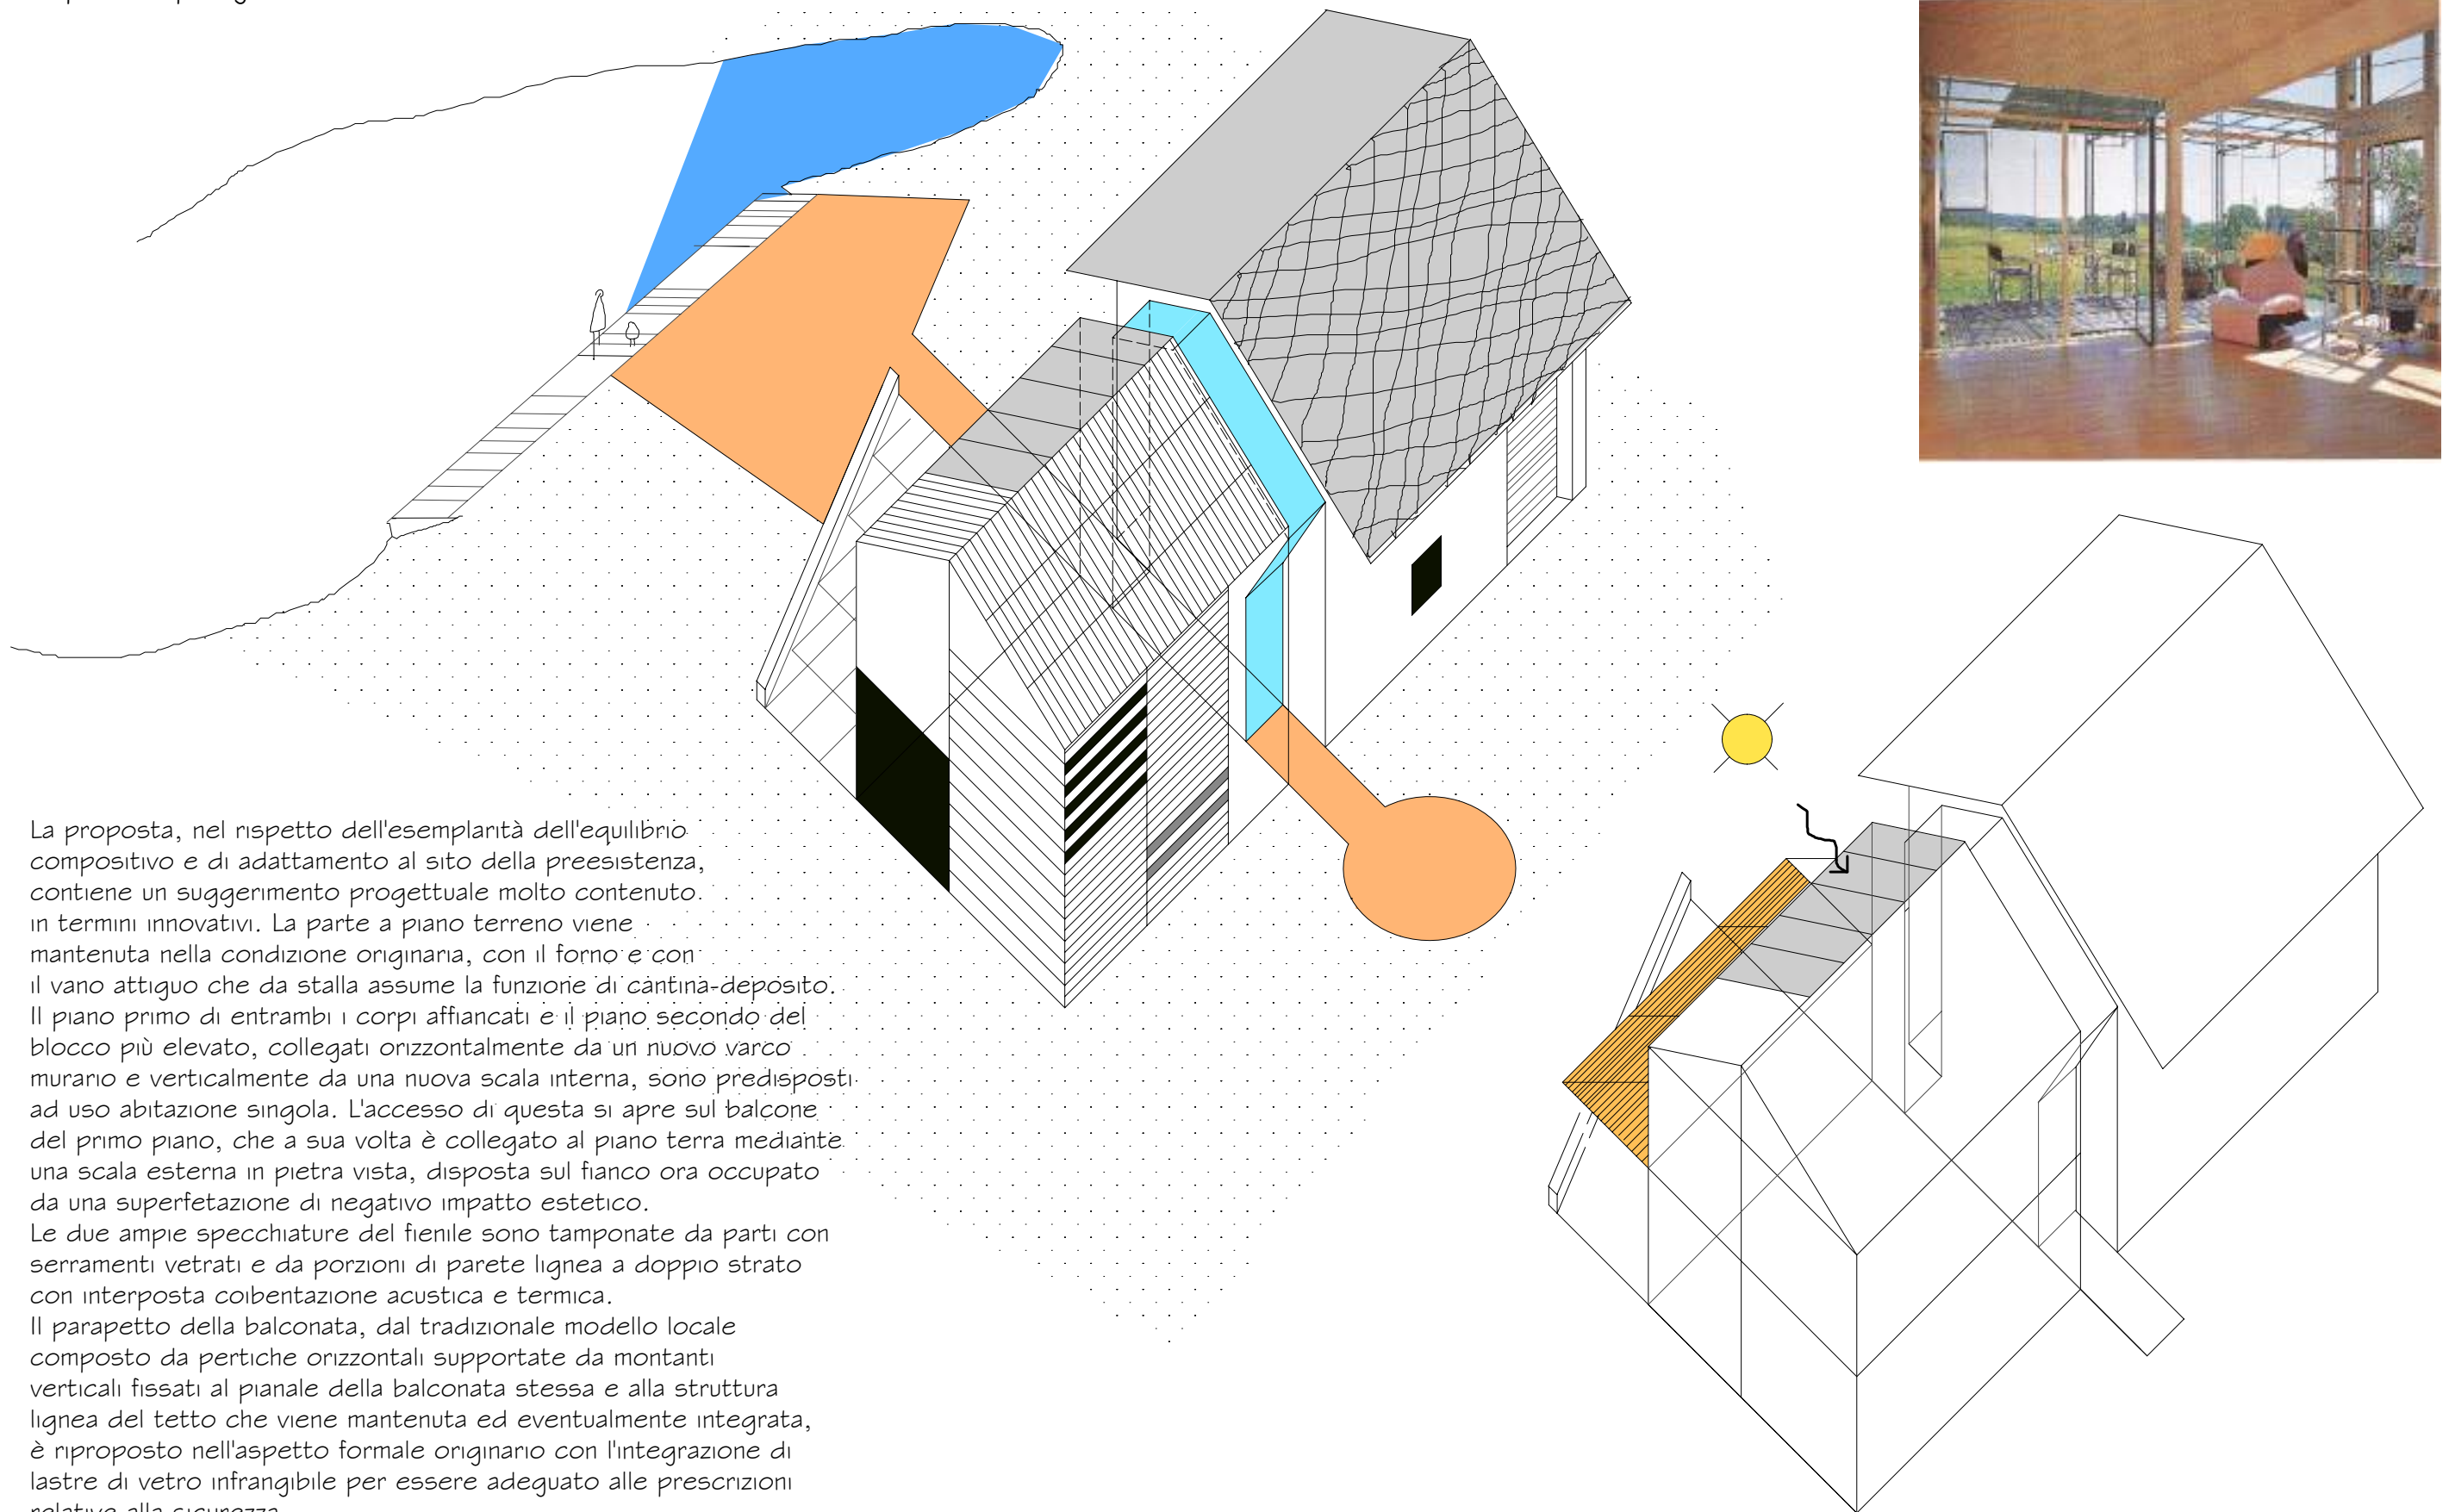 La proposta, nel rispetto dell'esemplarità dell'equilibrio
compositivo e di adattamento al sito della preesistenza,
contiene un suggerimento progettuale molto contenuto
in termini innovativi. La parte a piano terreno viene
mantenuta nella condizione originaria, con il forno e con
il vano attiguo che da stalla assume la funzione di cantina-deposito.
Il piano primo di entrambi i corpi affiancati e il piano secondo del
blocco più elevato, collegati orizzontalmente da un nuovo varco
murario e verticalmente da una nuova scala interna, sono predisposti
ad uso abitazione singola. L'accesso di questa si apre sul balcone
del primo piano, che a sua volta è collegato al piano terra mediante
una scala esterna in pietra vista, disposta sul fianco ora occupato
da una superfetazione di negativo impatto estetico.
Le due ampie specchiature del fienile sono tamponate da parti con
serramenti vetrati e da porzioni di parete lignea a doppio strato
con interposta coibentazione acustica e termica.
Il parapetto della balconata, dal tradizionale modello locale
composto da pertiche orizzontali supportate da montanti
verticali fissati al pianale della balconata stessa e alla struttura
lignea del tetto che viene mantenuta ed eventualmente integrata,
è riproposto nell'aspetto formale originario con l'integrazione di
lastre di vetro infrangibile per essere adeguato alle prescrizioni
relative alla sicurezza